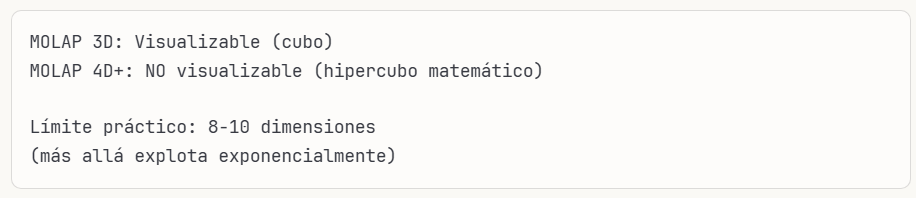 MOLAP 3D: Visualizable (cubo)
MOLAP 4D+: NO visualizable (hipercubo matemático)
Límite práctico: 8-10 dimensiones
(más allá explota exponencialmente)